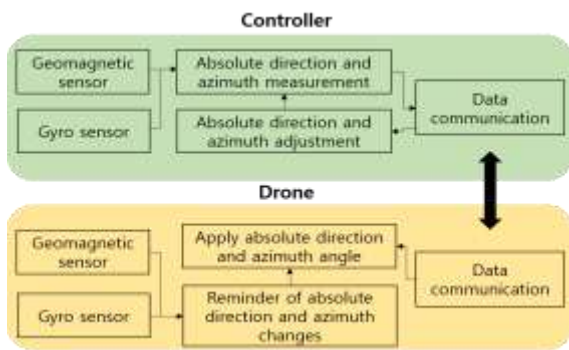 Controller
Geomagnetic
sensor
Absolute direction and
azimuth measurement
Data
communication
Gyro sensor
Absolute direction and
azimuth adjustment
Drone
Geomagnetic
sensor
Apply absolute direction
and azimuth angle
Data
communication
Gyro sensor
Reminder of absolute
direction and azimuth
changes